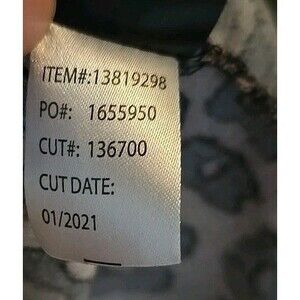 ITEM#:13819298
PO#: 1655950
CUT#: 136700
CUT DATE:
01/2021